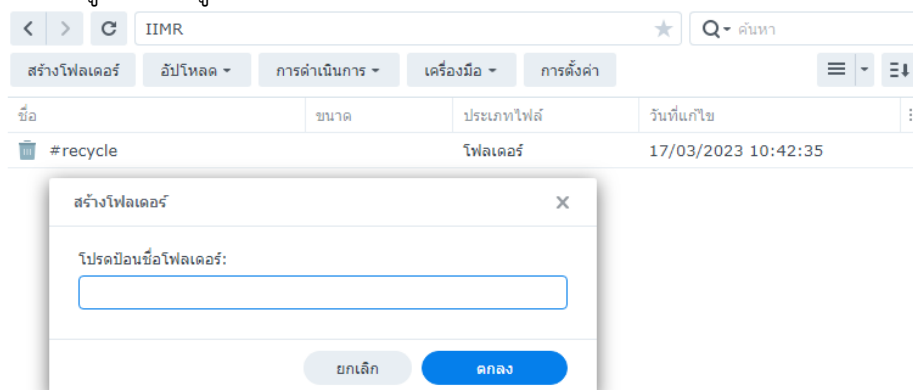 IIMR
ค้นหา
สร้างโฟลเดอร์ อัปโหลด การดำเนินการ เครื่องมือ การตั้งค่า
ชื่อ ขนาด ประเภทไฟล์ วันที่แก้ไข
#recycle โฟลเดอร์ 17/03/2023 10:42:35
สร้างโฟลเดอร์
โปรดป้อนชื่อโฟลเดอร์:
ยกเลิก ตกลง